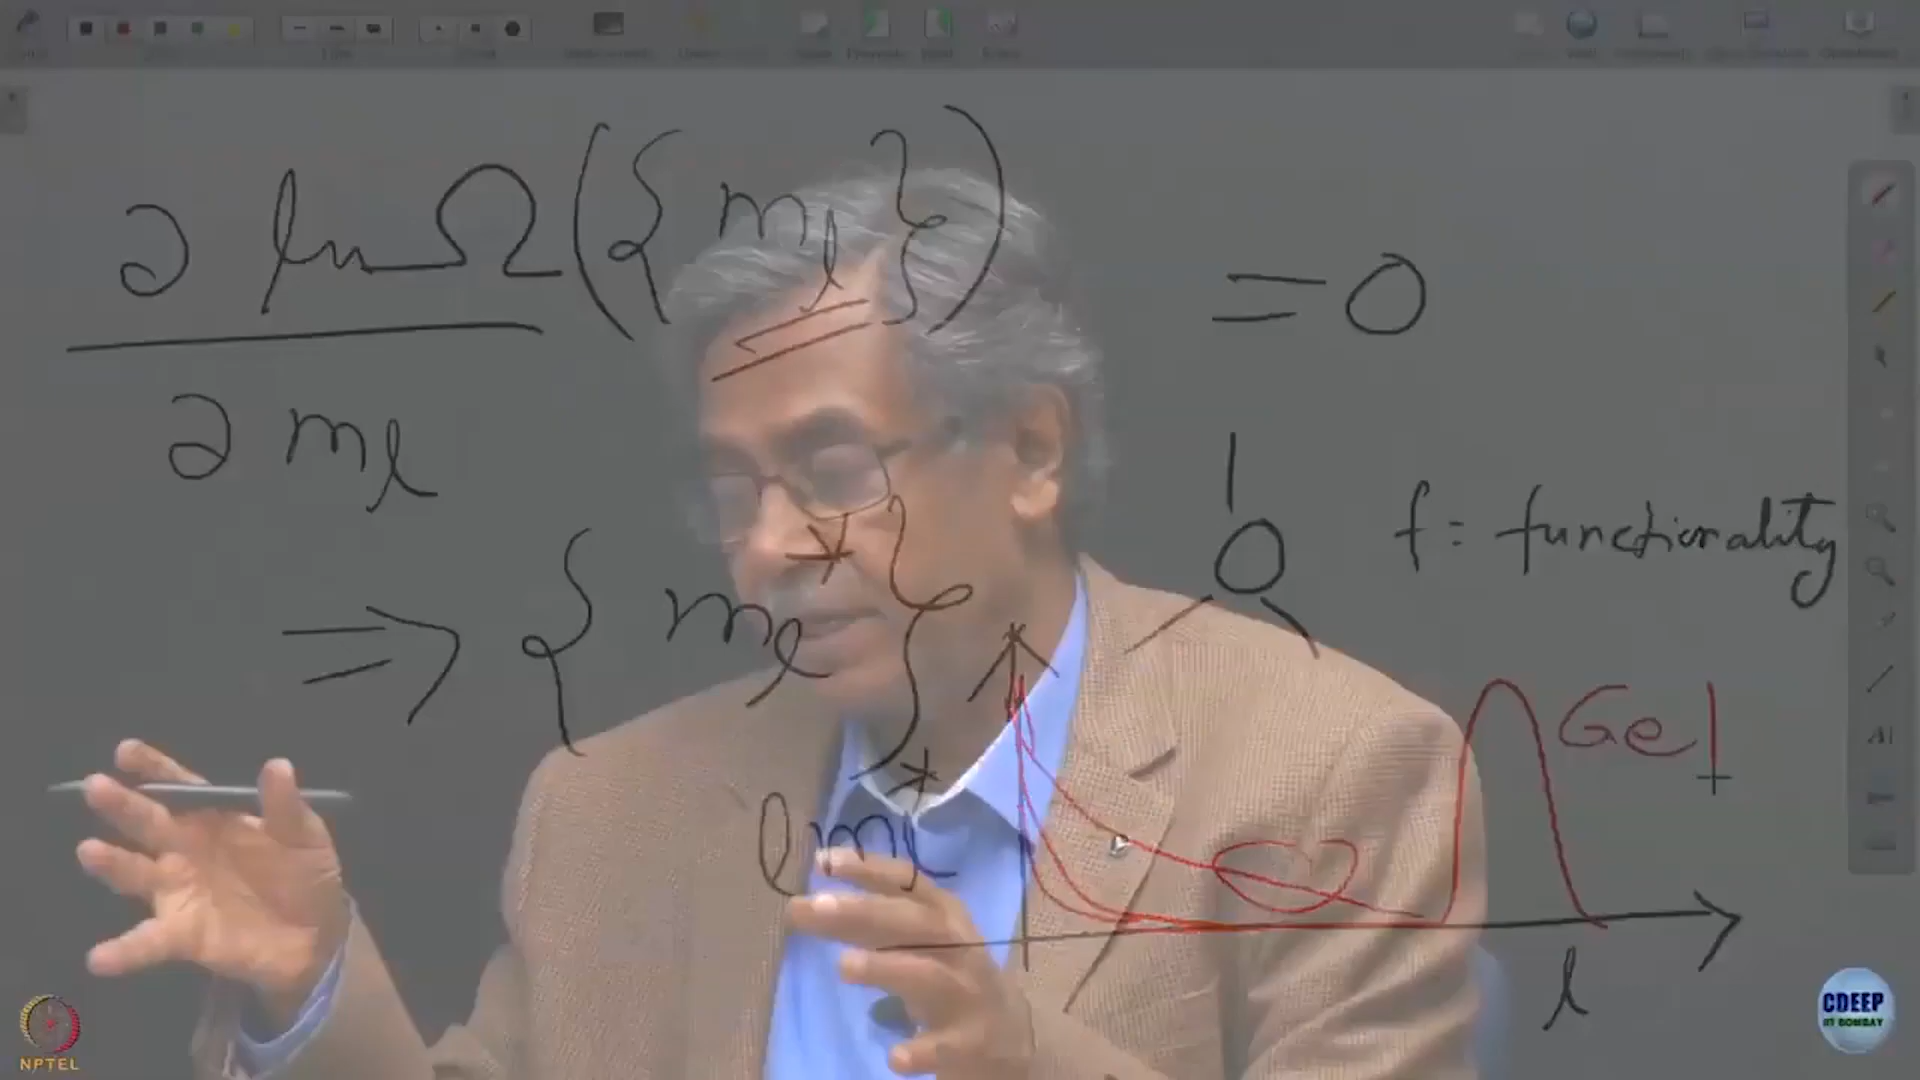 ∂ ln Ω ({m_l}) = 0
∂ m_l
f = functionality
⇒ {m_l*}
Gel
l m_l*
l
NPTEL
CDEEP
IIT BOMBAY